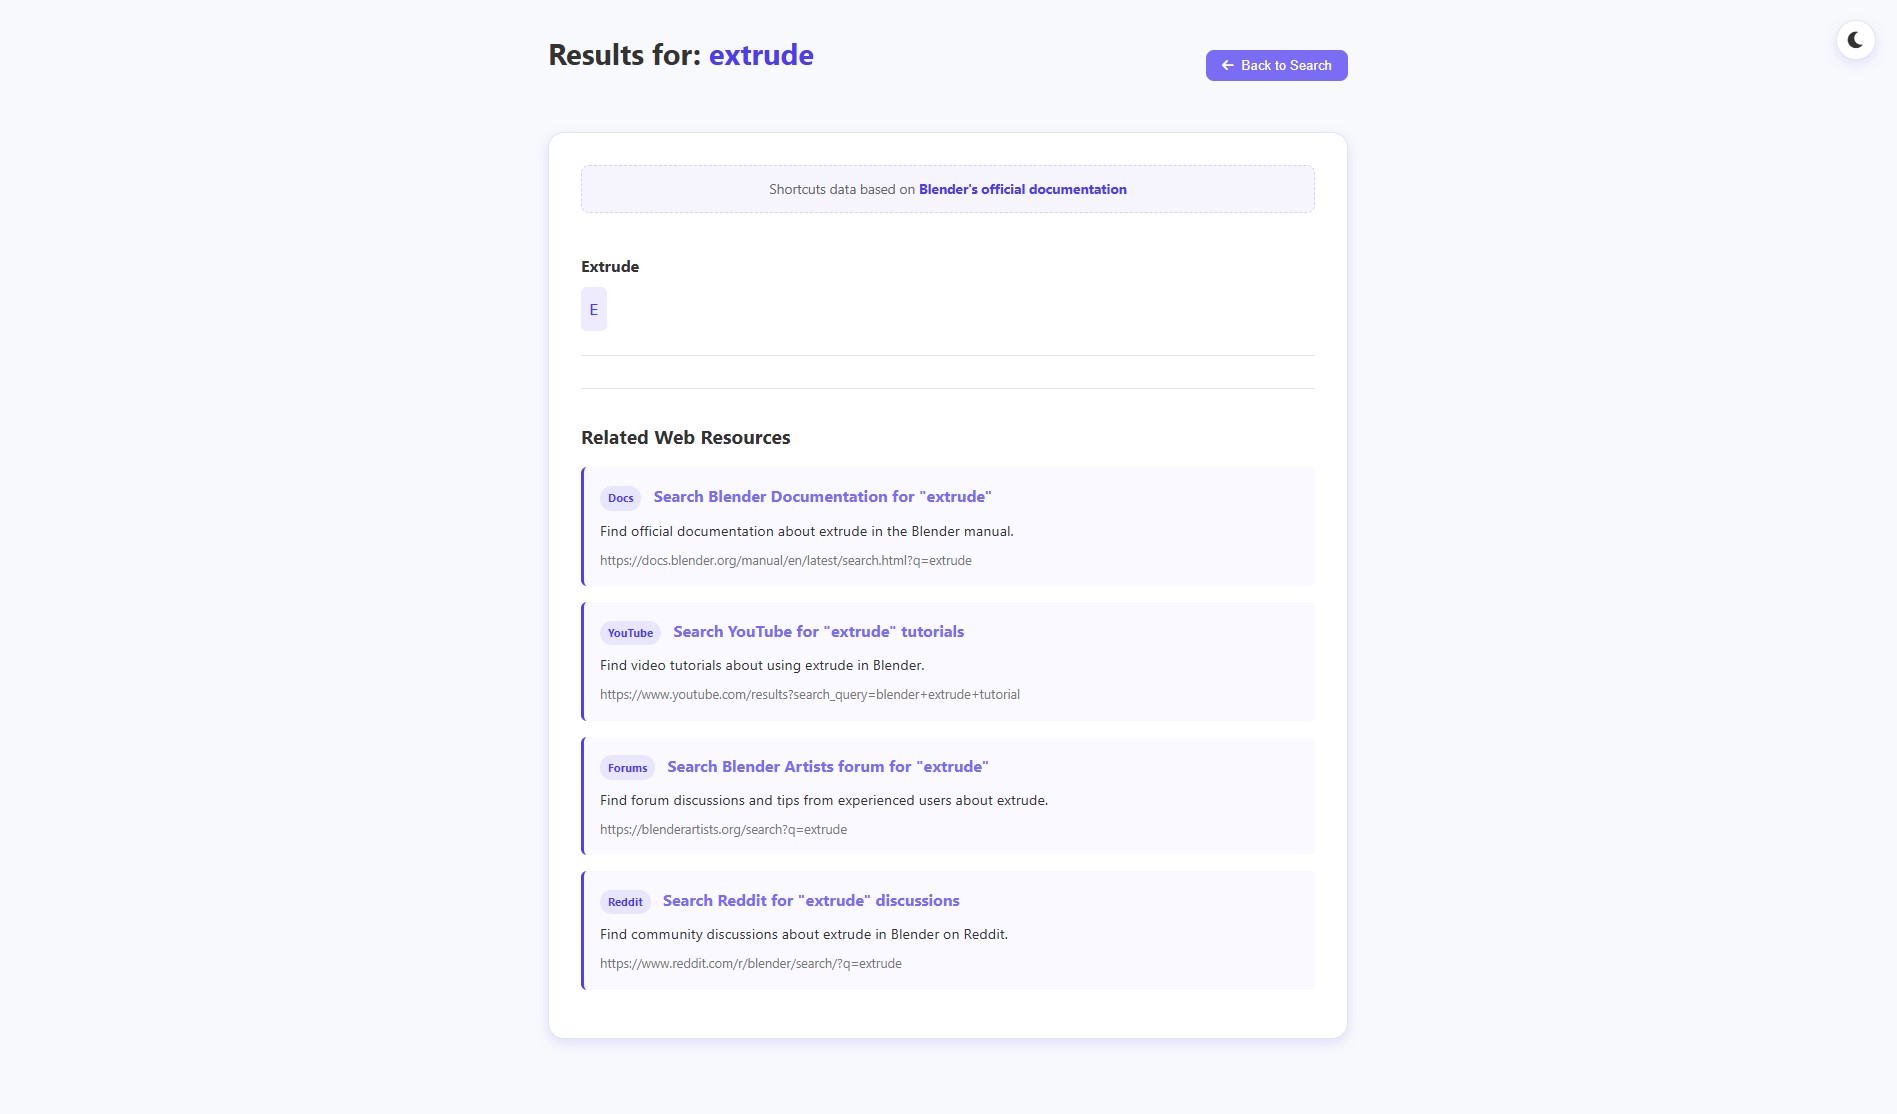 Results for: extrude
Back to Search
Shortcuts data based on Blender's official documentation
Extrude
E
Related Web Resources
Docs Search Blender Documentation for "extrude"
Find official documentation about extrude in the Blender manual.
https://docs.blender.org/manual/en/latest/search.html?q=extrude
YouTube Search YouTube for "extrude" tutorials
Find video tutorials about using extrude in Blender.
https://www.youtube.com/results?search_query=blender+extrude+tutorial
Forums Search Blender Artists forum for "extrude"
Find forum discussions and tips from experienced users about extrude.
https://blenderartists.org/search?q=extrude
Reddit Search Reddit for "extrude" discussions
Find community discussions about extrude in Blender on Reddit.
https://www.reddit.com/r/blender/search/?q=extrude